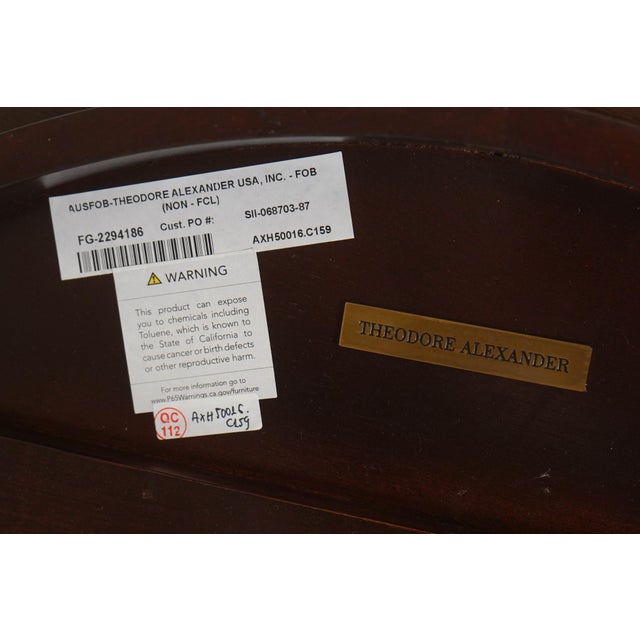 AUSFOB-THEODORE ALEXANDER USA, INC. - FOB
(NON - FCL)
FG-2294186 Cust. PO #: SII-068703-87
AXH50016.C159
WARNING
This product can expose
you to chemicals including
Toluene, which is known to
the State of California to
cause cancer or birth defects
or other reproductive harm.
For more information go to
www.P65Warnings.ca.gov/furniture
QC
112
AXH50016.
C159
THEODORE ALEXANDER